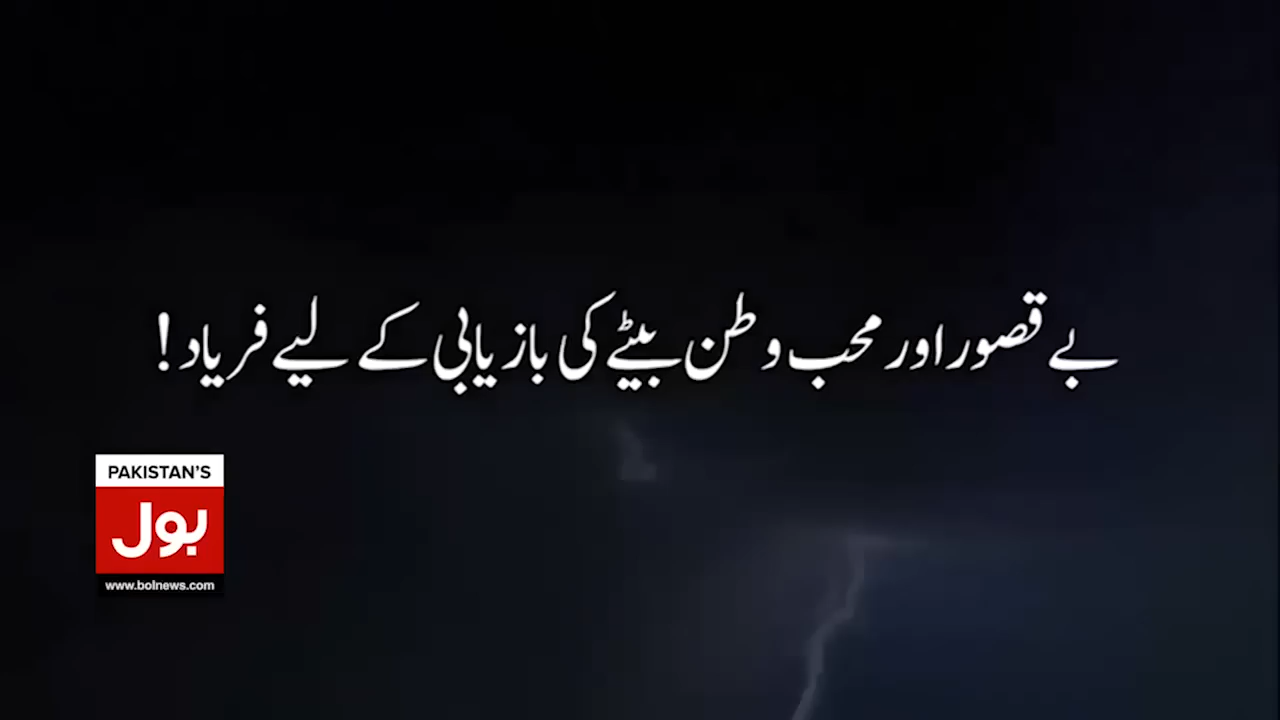 بے قصور اور محب وطن بیٹے کی بازیابی کے لیے فریاد!
PAKISTAN'S
بول
www.bolnews.com